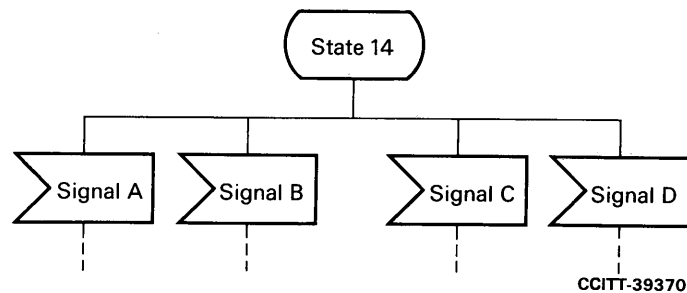 State 14
Signal A
Signal B
Signal C
Signal D
CCITT-39370